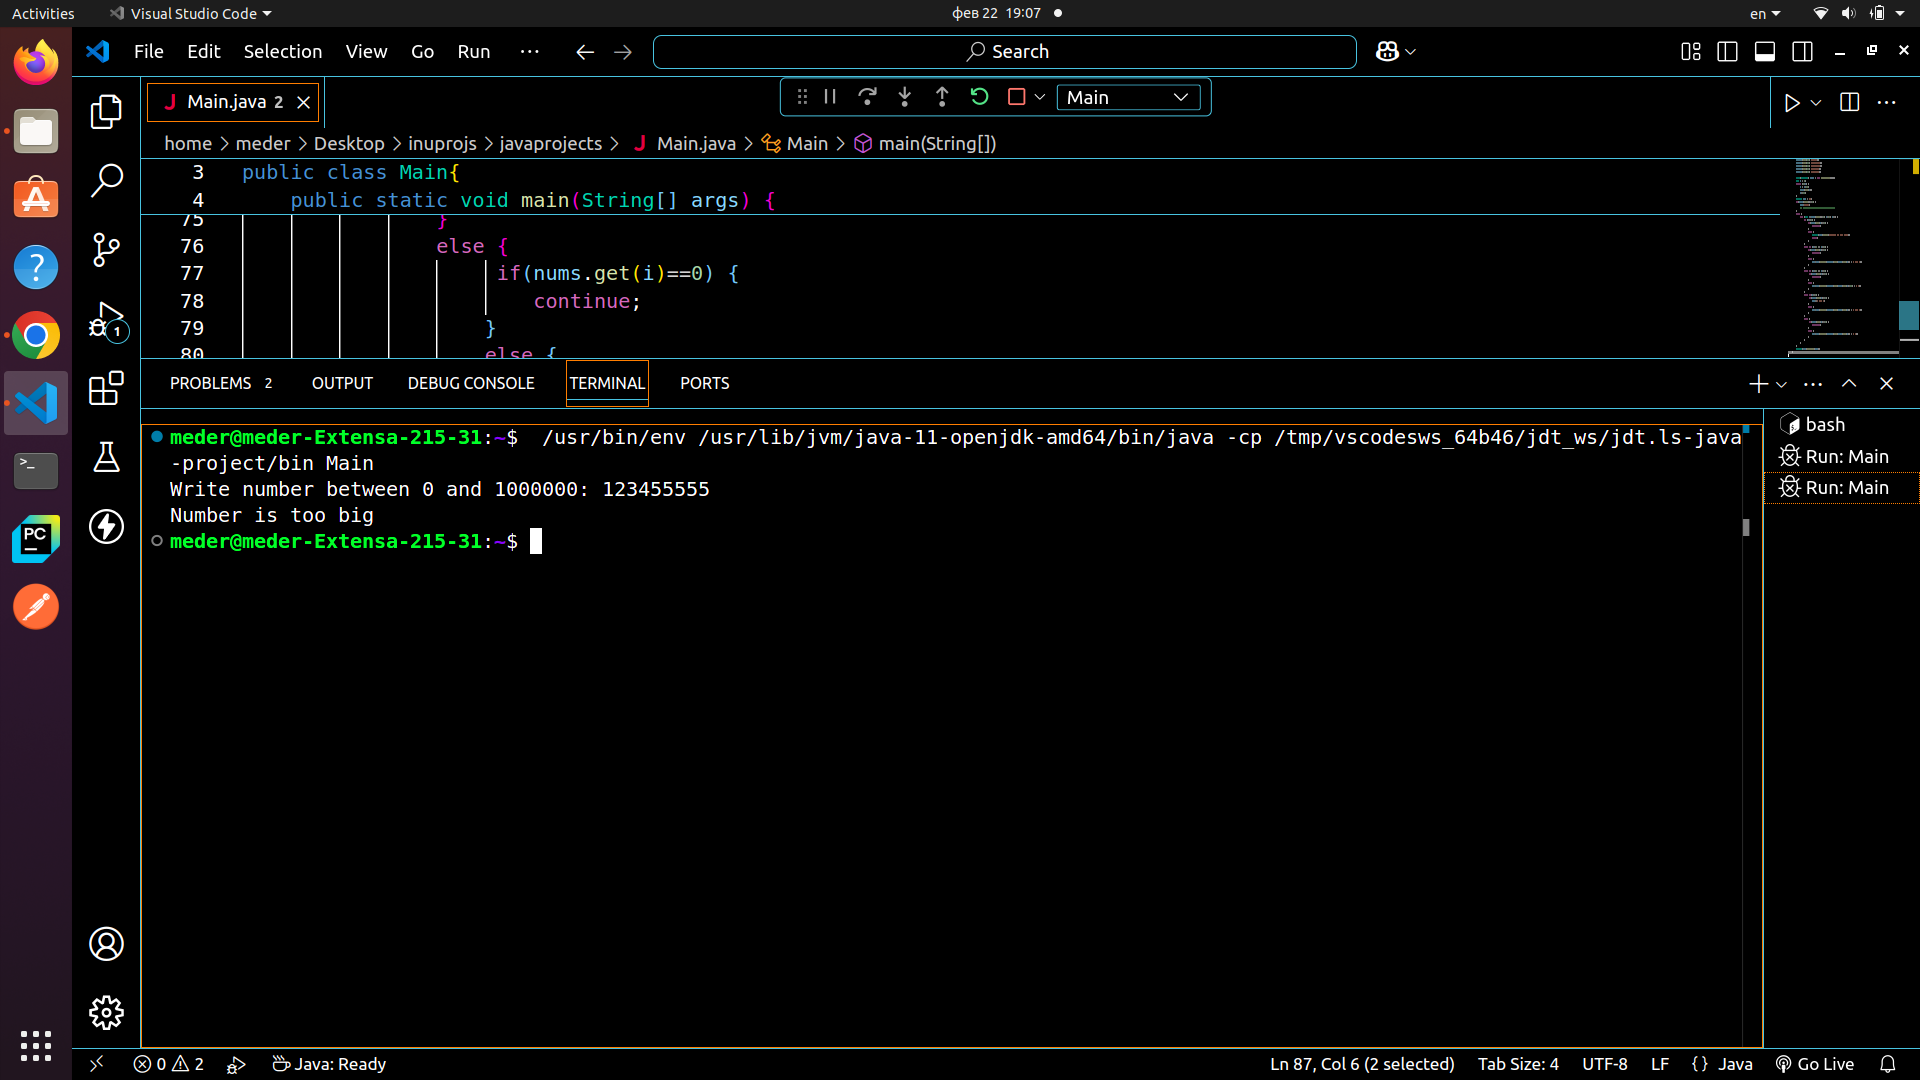 Activities Visual Studio Code фев 22 19:07 en
File Edit Selection View Go Run ··· Search
J Main.java 2 Main
home > meder > Desktop > inuprojs > javaprojects > J Main.java > Main > main(String[])
3 public class Main{
4 public static void main(String[] args) {
75 }
76 else {
77 if(nums.get(i)==0) {
78 continue;
79 }
80 else {
PROBLEMS 2 OUTPUT DEBUG CONSOLE TERMINAL PORTS
meder@meder-Extensa-215-31:~$ /usr/bin/env /usr/lib/jvm/java-11-openjdk-amd64/bin/java -cp /tmp/vscodesws_64b46/jdt_ws/jdt.ls-java
-project/bin Main
Write number between 0 and 1000000: 123455555
Number is too big
meder@meder-Extensa-215-31:~$
bash
Run: Main
Run: Main
1
PC
0 2 Java: Ready Ln 87, Col 6 (2 selected) Tab Size: 4 UTF-8 LF {} Java Go Live